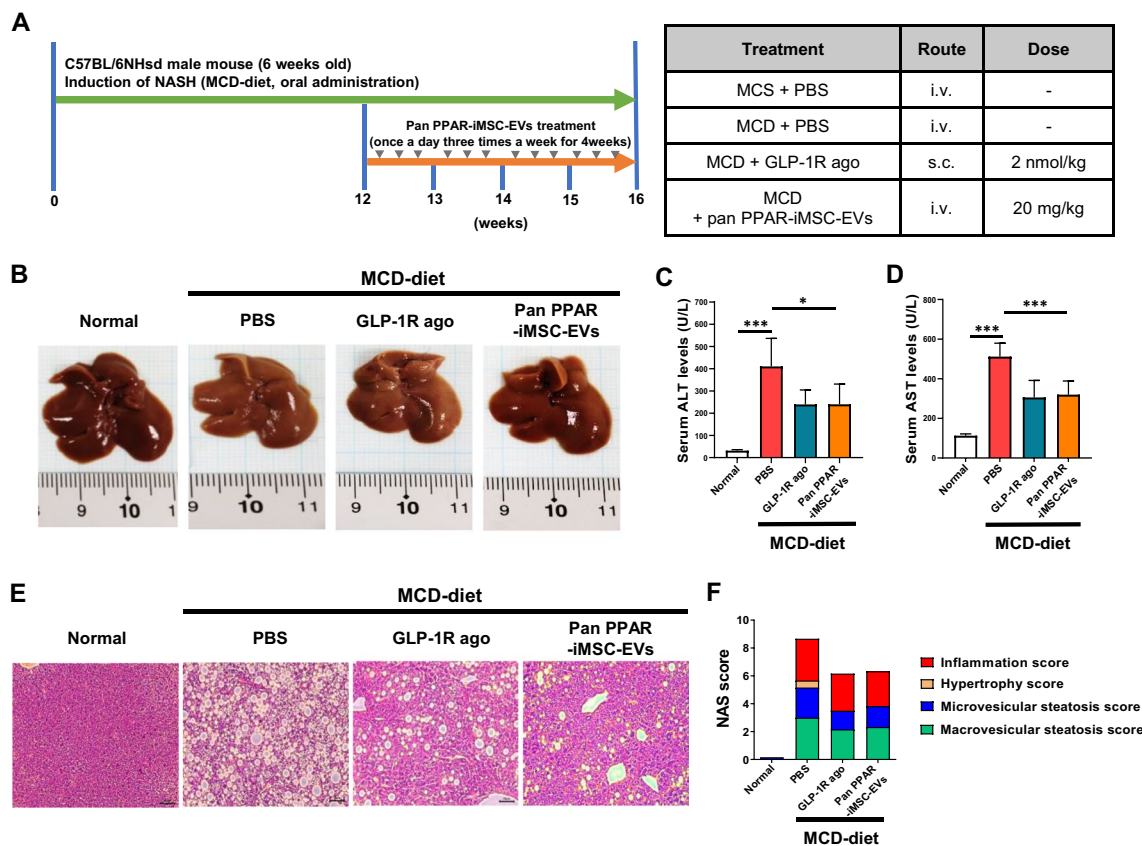 A
C57BL/6NHsd male mouse (6 weeks old)
Induction of NASH (MCD-diet, oral administration)
Pan PPAR-iMSC-EVs treatment
(once a day three times a week for 4weeks)
0
12
13
14
15
16
(weeks)
Treatment Route Dose
MCS + PBS i.v. -
MCD + PBS i.v. -
MCD + GLP-1R ago s.c. 2 nmol/kg
MCD
+ pan PPAR-iMSC-EVs i.v. 20 mg/kg
B
MCD-diet
Normal
PBS
GLP-1R ago
Pan PPAR
-iMSC-EVs
9 10 1
9 10 11
9 10 11
9 10 11
C
Serum ALT levels (U/L)
700
600
500
400
300
200
100
0
***
*
Normal
PBS
GLP-1R ago
Pan PPAR
-iMSC-EVs
MCD-diet
D
Serum AST levels (U/L)
800
600
400
200
0
***
***
Normal
PBS
GLP-1R ago
Pan PPAR
-iMSC-EVs
MCD-diet
E
MCD-diet
Normal
PBS
GLP-1R ago
Pan PPAR
-iMSC-EVs
F
NAS score
10
8
6
4
2
0
Normal
PBS
GLP-1R ago
Pan PPAR
-iMSC-EVs
MCD-diet
Inflammation score
Hypertrophy score
Microvesicular steatosis score
Macrovesicular steatosis score